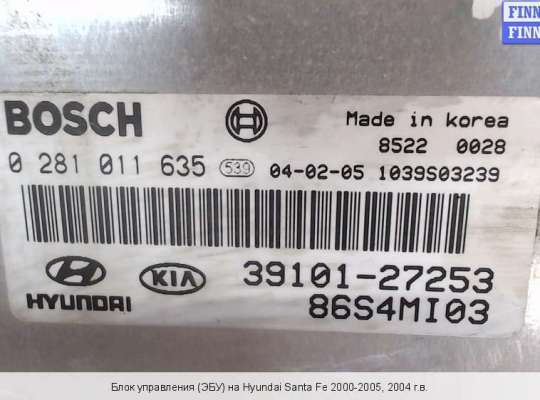 FINN
FINN
BOSCH
Made in korea
8522 0028
0 281 011 635 539 04-02-05 1039S03239
HYUNDAI KIA 39101-27253
86S4MI03
Блок управления (ЭБУ) на Hyundai Santa Fe 2000-2005, 2004 г.в.